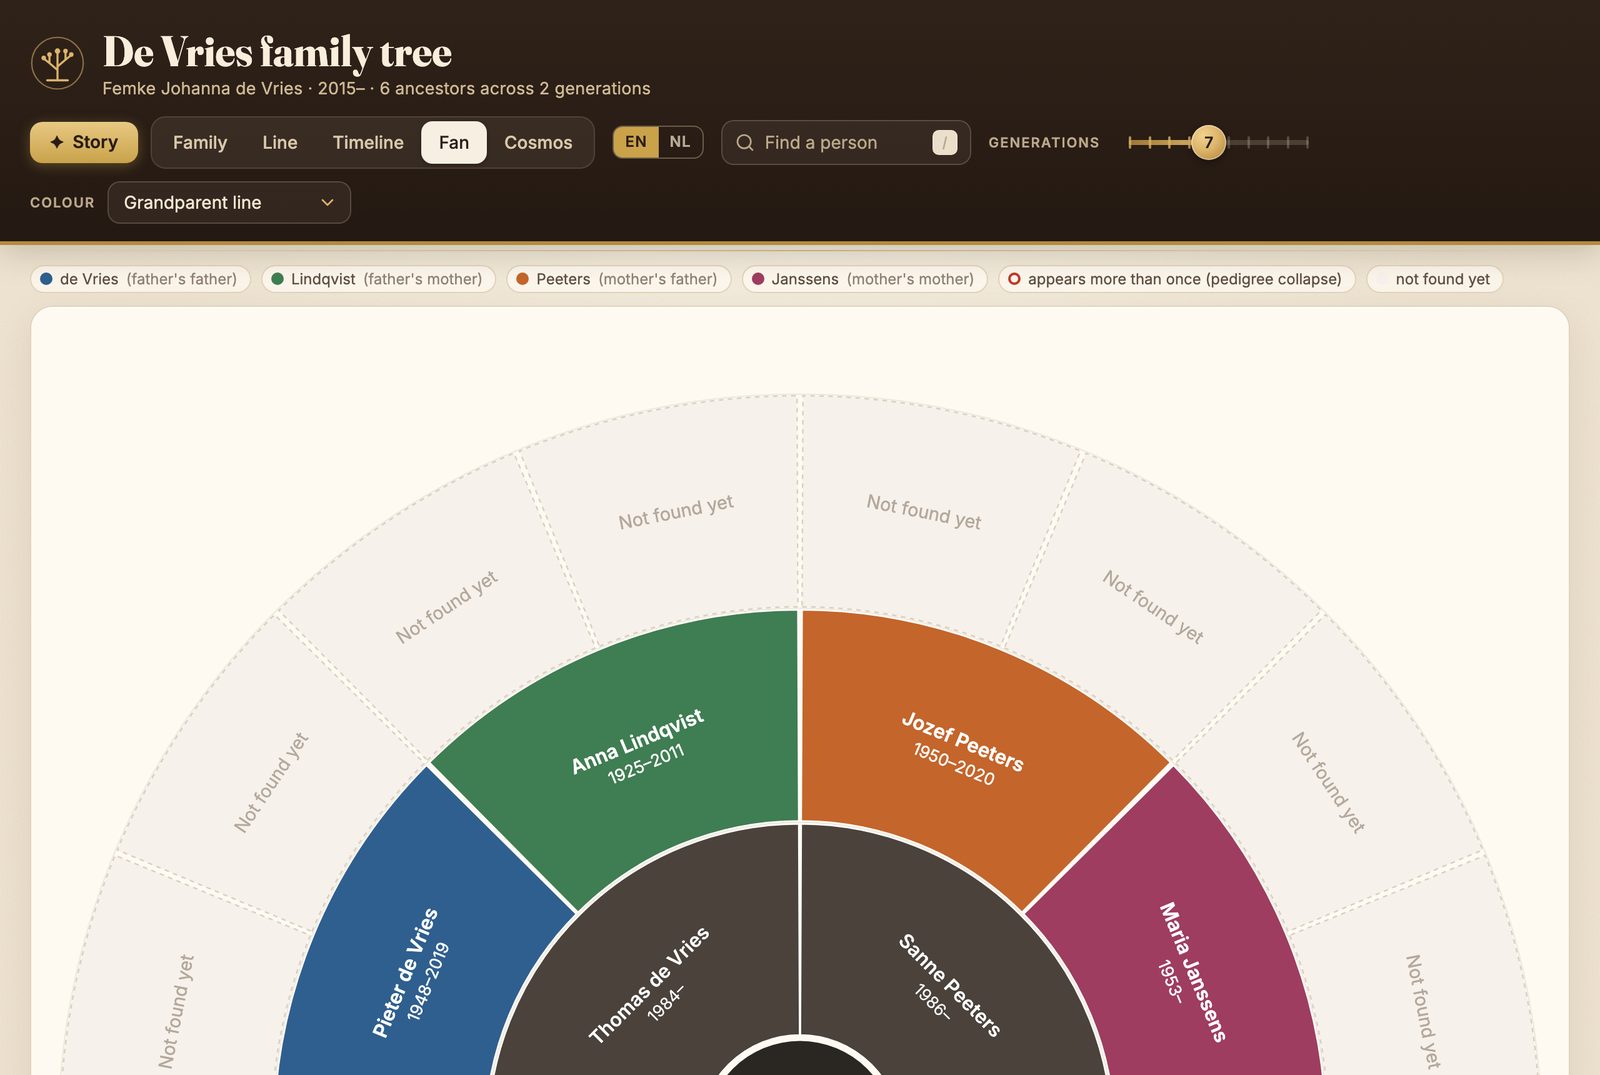 De Vries family tree
Femke Johanna de Vries · 2015– · 6 ancestors across 2 generations
✦ Story
Family
Line
Timeline
Fan
Cosmos
EN
NL
Find a person
/
GENERATIONS
7
COLOUR
Grandparent line
de Vries (father's father)
Lindqvist (father's mother)
Peeters (mother's father)
Janssens (mother's mother)
appears more than once (pedigree collapse)
not found yet
Not found yet
Not found yet
Not found yet
Not found yet
Not found yet
Not found yet
Not found yet
Not found yet
Pieter de Vries
1948–2019
Anna Lindqvist
1925–2011
Jozef Peeters
1950–2020
Maria Janssens
1953–
Thomas de Vries
1984–
Sanne Peeters
1986–